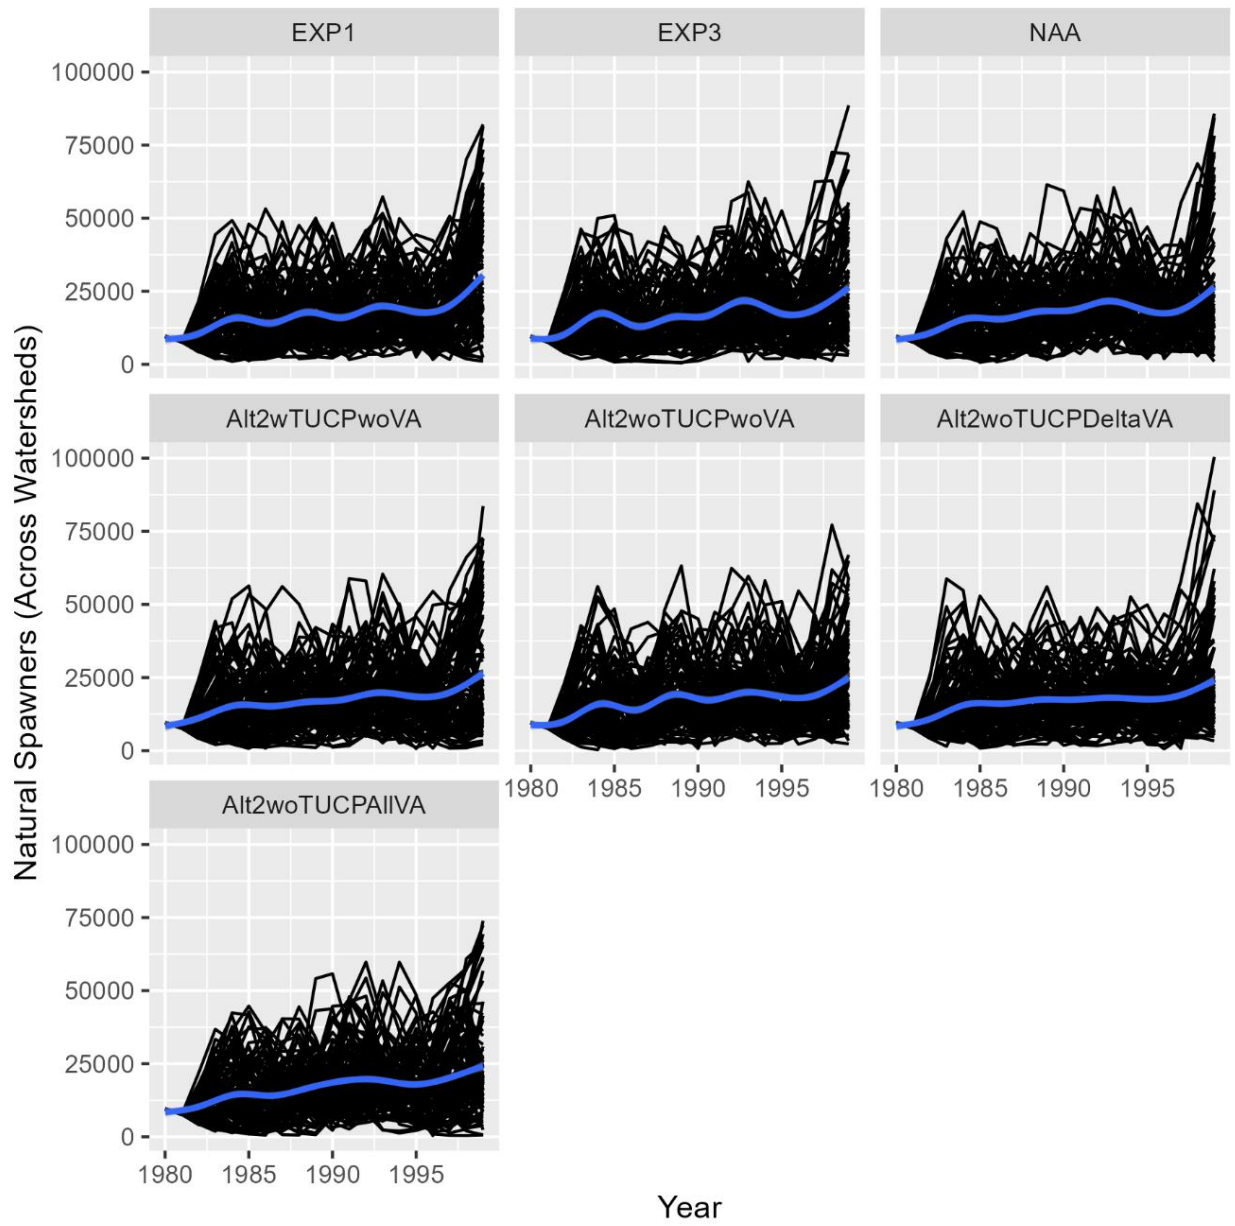 EXP1 EXP3 NAA
100000
75000
50000
25000
0
Alt2wTUCPwoVA Alt2woTUCPwoVA Alt2woTUCPDeltaVA
100000
75000
50000
25000
0
1980 1985 1990 1995 1980 1985 1990 1995
Alt2woTUCPAllVA
100000
75000
50000
25000
0
1980 1985 1990 1995
Natural Spawners (Across Watersheds)
Year